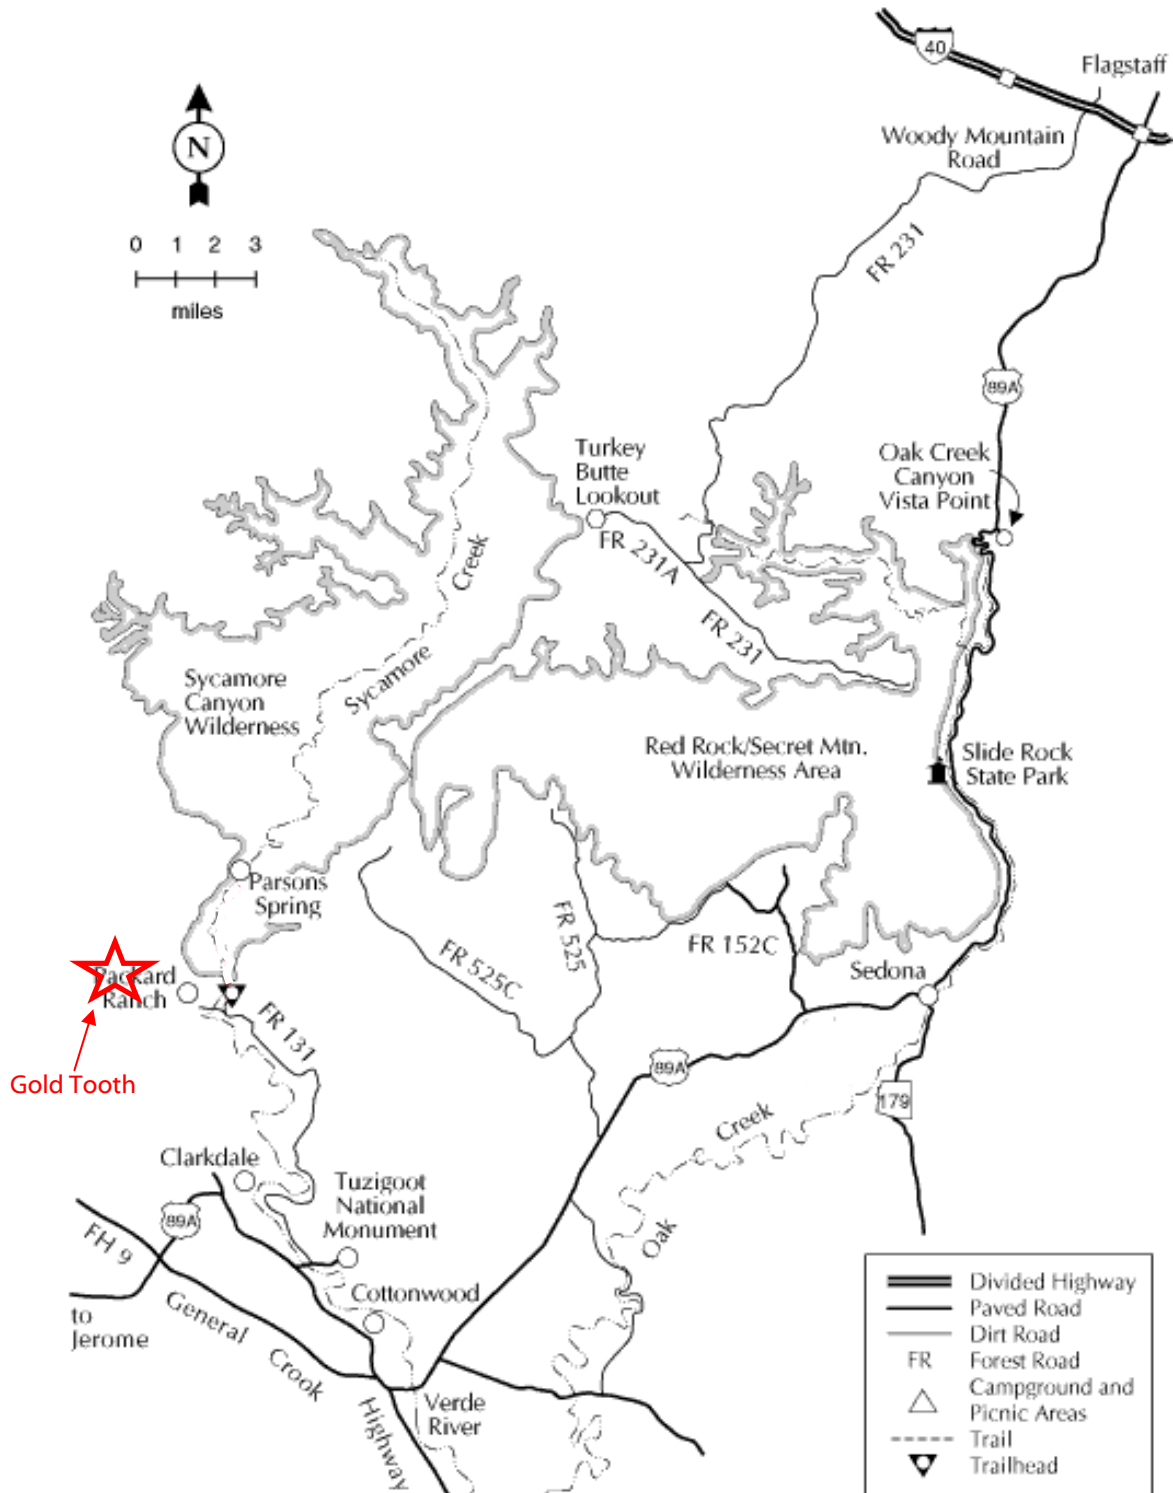 40
Flagstaff
Woody Mountain
Road
N
0 1 2 3
miles
FR 231
89A
Turkey
Butte
Lookout
Oak Creek
Canyon
Vista Point
FR 231A
FR 231
Sycamore
Creek
Sycamore
Canyon
Wilderness
Red Rock/Secret Mtn.
Wilderness Area
Slide Rock
State Park
Parsons
Spring
FR 525C
FR 525
FR 152C
Sedona
Packard
Ranch
Gold Tooth
FR 131
89A
179
Oak
Creek
Clarkdale
Tuzigoot
National
Monument
89A
FH 9
to
Jerome
General
Crook
Highway
Cottonwood
Verde
River
Divided Highway
Paved Road
Dirt Road
FR Forest Road
Campground and
Picnic Areas
Trail
Trailhead